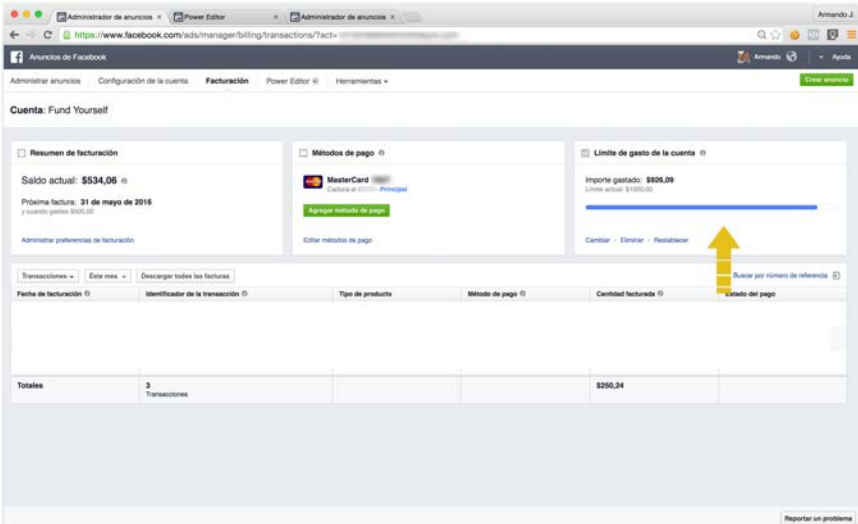 Administrador de anuncios
Power Editor
Administrador de anuncios
Armando J.
https://www.facebook.com/ads/manager/billing/transactions/?act=
Anuncios de Facebook
Armando
Ayuda
Administrar anuncios
Configuración de la cuenta
Facturación
Power Editor
Herramientas
Crear anuncio
Cuenta: Fund Yourself
Resumen de facturación
Saldo actual: $534,06
Próxima factura: 31 de mayo de 2016
y cuando gastes $500,00
Administrar preferencias de facturación
Métodos de pago
MasterCard
Caduca el
- Principal
Agregar método de pago
Editar métodos de pago
Límite de gasto de la cuenta
Importe gastado: $926,09
Límite actual: $1000,00
Cambiar · Eliminar · Restablecer
Transacciones
Este mes
Descargar todas las facturas
Buscar por número de referencia
Fecha de facturación
Identificador de la transacción
Tipo de producto
Método de pago
Cantidad facturada
Estado del pago
Totales
3
Transacciones
$250,24
Reportar un problema